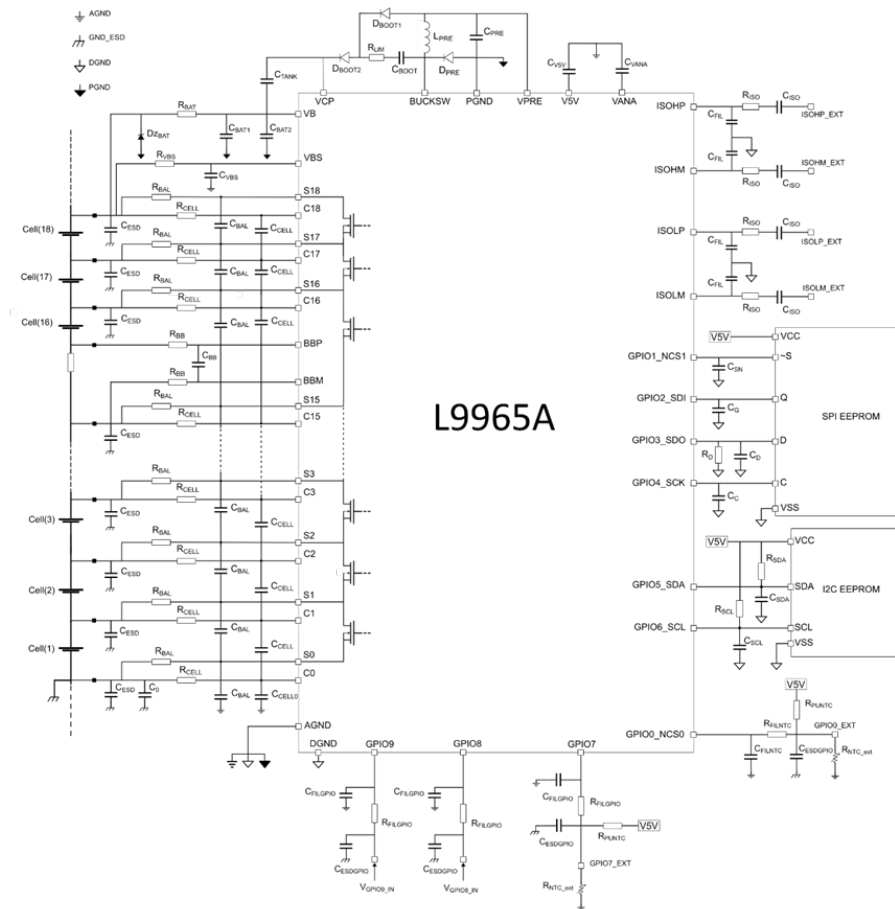 AGND
GND_ESD
DGND
PGND
DBOOT1
LPRE
CPRE
RLIM
CBOOT
DBOOT2
DPRE
CTANK
CV5V
CVANA
VCP
BUCKSW
PGND
VPRE
V5V
VANA
RBAT
VB
DzBAT
CBAT1
CBAT2
RVBS
VBS
CVBS
RBAL
S18
RCELL
C18
Cell(18)
CESD
CBAL
CCELL
RBAL
S17
RCELL
C17
Cell(17)
CESD
CBAL
CCELL
RBAL
S16
RCELL
C16
Cell(16)
CESD
CBAL
CCELL
RBB
BBP
CBB
RBB
BBM
RBAL
S15
RCELL
C15
CESD
L9965A
RBAL
S3
RCELL
C3
Cell(3)
CESD
CBAL
CCELL
RBAL
S2
RCELL
C2
Cell(2)
CESD
CBAL
CCELL
RBAL
S1
RCELL
C1
Cell(1)
CESD
CBAL
CCELL
RBAL
S0
RCELL
C0
CESD
C0
CBAL
CCELL0
AGND
DGND
GPIO9
GPIO8
GPIO7
ISOHP
RISO
CISO
ISOHP_EXT
CFIL
CFIL
ISOHM
RISO
CISO
ISOHM_EXT
ISOLP
RISO
CISO
ISOLP_EXT
CFIL
CFIL
ISOLM
RISO
CISO
ISOLM_EXT
V5V
VCC
GPIO1_NCS1
~S
CSN
GPIO2_SDI
Q
CQ
SPI EEPROM
GPIO3_SDO
D
RD
CD
GPIO4_SCK
C
CC
VSS
V5V
VCC
RSDA
GPIO5_SDA
SDA
I2C EEPROM
CSDA
RSCL
GPIO6_SCL
SCL
CSCL
VSS
V5V
RPUNTC
GPIO0_NCS0
RFILNTC
GPIO0_EXT
CFILNTC
CESDGPIO
RNTC_ext
CFILGPIO
RFILGPIO
CESDGPIO
VGPIO9_IN
CFILGPIO
RFILGPIO
CESDGPIO
VGPIO8_IN
CFILGPIO
RFILGPIO
CESDGPIO
RPUNTC
V5V
GPIO7_EXT
RNTC_ext